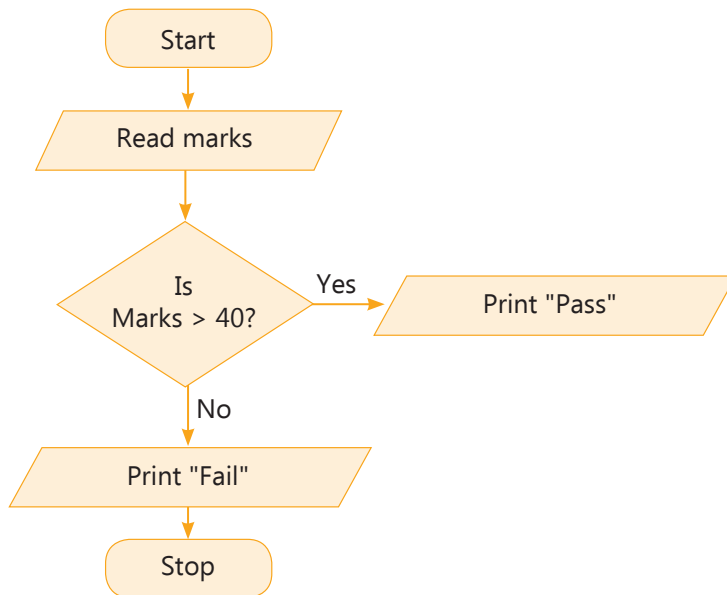 Start
Read marks
Is
Marks > 40?
Yes
Print "Pass"
No
Print "Fail"
Stop